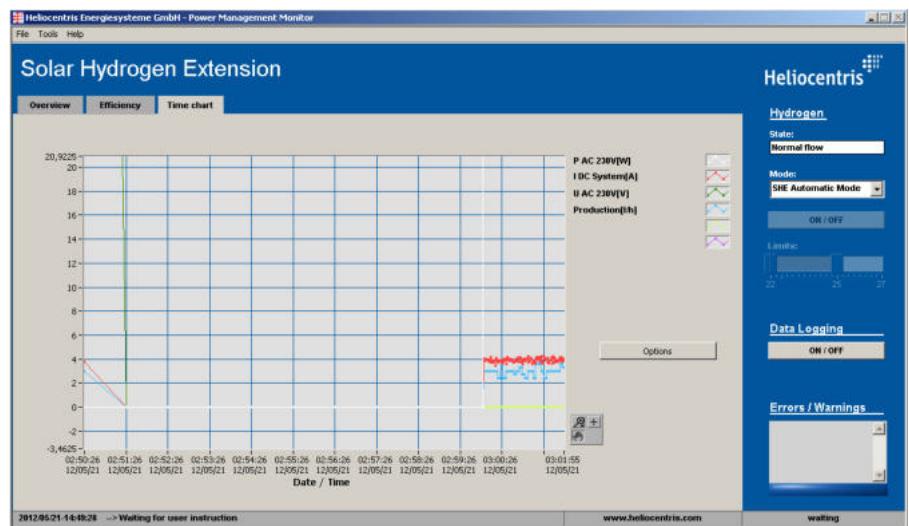 Heliocentris Energiesysteme GmbH - Power Management Monitor
File Tools Help
Solar Hydrogen Extension
Heliocentris
Overview Efficiency Time chart
Hydrogen
State:
Normal flow
Mode:
SHE Automatic Mode
ON / OFF
Limits:
22 25 27
Data Logging
ON / OFF
Errors / Warnings
20,9225
20
18
16
14
12
10
8
6
4
2
0
-2
-3,4625
P AC 230V[W]
I DC System[A]
U AC 230V[V]
Production[l/h]
Options
02:50:26 02:51:26 02:52:26 02:53:26 02:54:26 02:55:26 02:56:26 02:57:26 02:58:26 02:59:26 03:00:26 03:01:55
12/05/21 12/05/21 12/05/21 12/05/21 12/05/21 12/05/21 12/05/21 12/05/21 12/05/21 12/05/21 12/05/21 12/05/21
Date / Time
2012/05/21-14:49:28 --> Waiting for user instruction www.heliocentris.com waiting